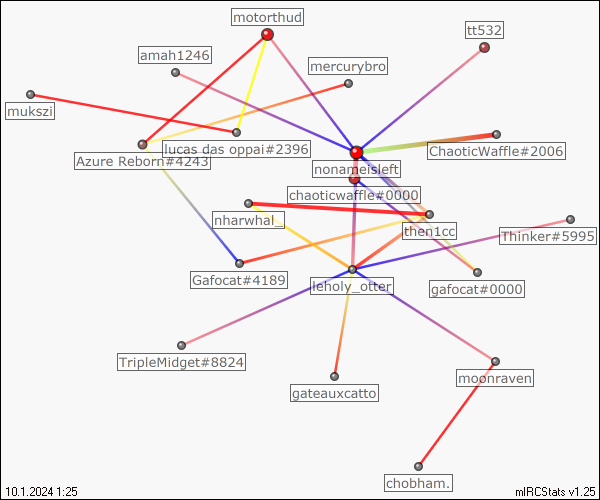 motorthud
tt532
amah1246
mercurybro
mukszi
lucas das oppai#2396
ChaoticWaffle#2006
Azure Reborn#4243
nonameisleft
chaoticwaffle#0000
nharwhal_
then1cc
Thinker#5995
Gafocat#4189
leholy_otter
gafocat#0000
TripleMidget#8824
moonraven
gateauxcatto
chobham.
10.1.2024 1:25
mIRCStats v1.25